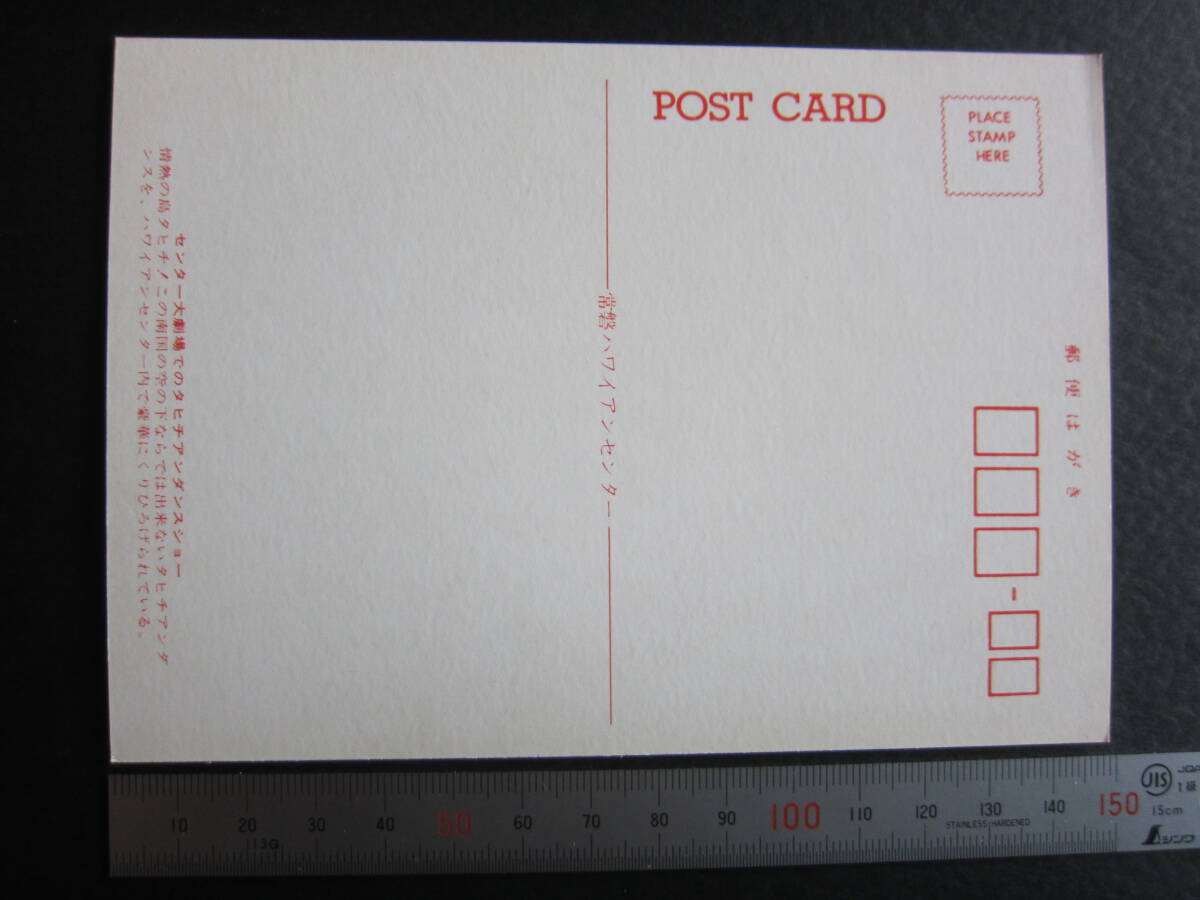 POST CARD
PLACE
STAMP
HERE
郵便はがき
常磐ハワイアンセンター
センター大劇場でのタヒチアンダンスショー
情熱の島タヒチ!この南国の空の下ならでは出来ないタヒチアンダ
ンスを、ハワイアンセンター内で豪華にくりひろげられている。
10 20 30 40 50 60 70 80 90 100 110 120 130 140 150
13G
STAINLESS HARDENED
JIS
JQA
1級
15cm
シンワ